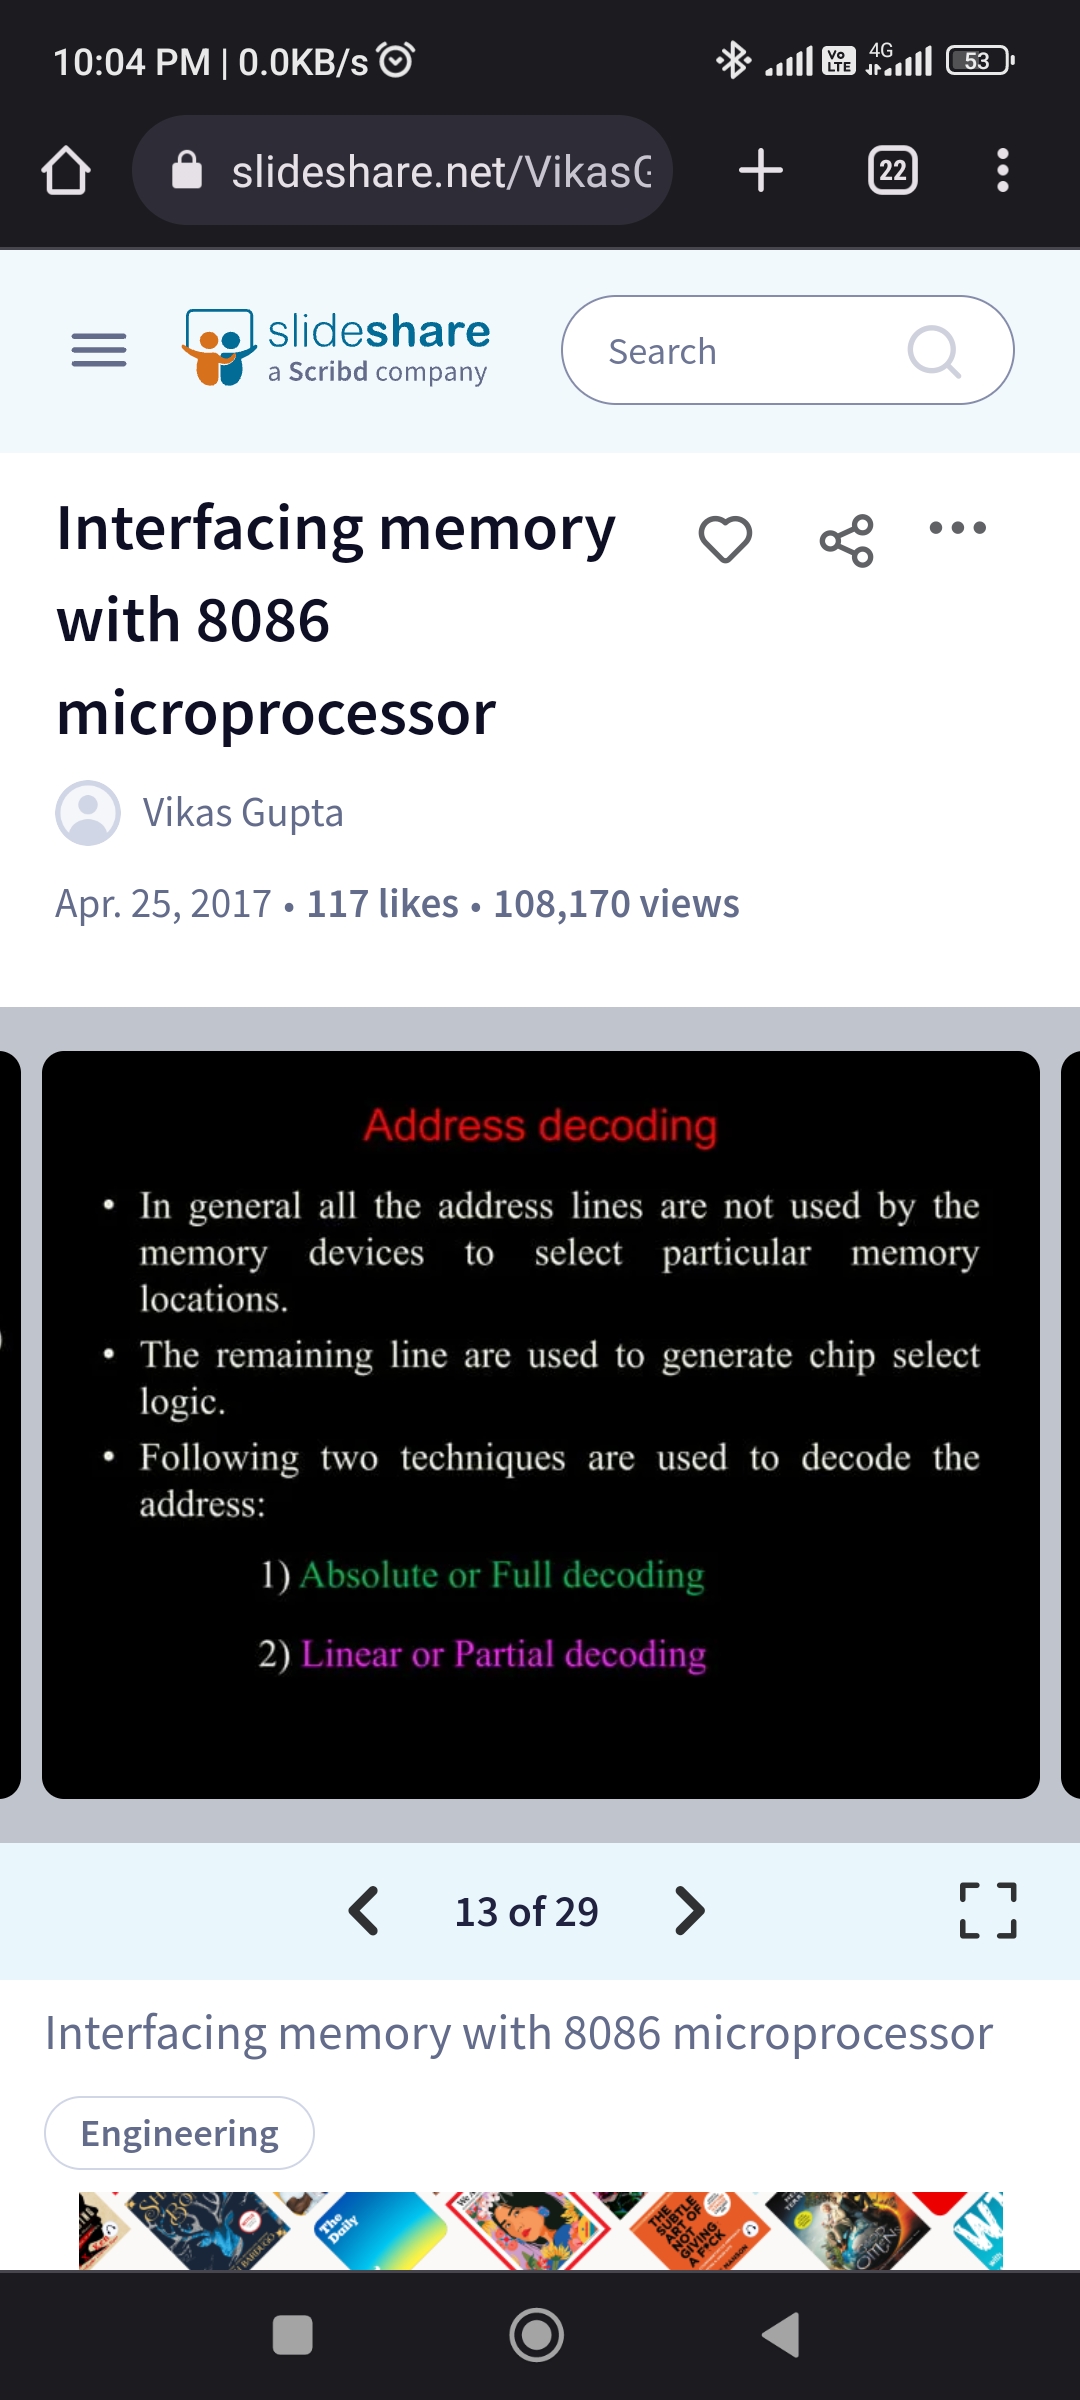 10:04 PM | 0.0KB/s
Vo LTE 4G 53
slideshare.net/Vikas
22
slideshare
a Scribd company
Search
Interfacing memory
with 8086
microprocessor
Vikas Gupta
Apr. 25, 2017 • 117 likes • 108,170 views
Address decoding
• In general all the address lines are not used by the
memory devices to select particular memory
locations.
• The remaining line are used to generate chip select
logic.
• Following two techniques are used to decode the
address:
1) Absolute or Full decoding
2) Linear or Partial decoding
13 of 29
Interfacing memory with 8086 microprocessor
Engineering
The
Daily
THE
SUBTLE
ART OF
NOT
GIVING
A F*CK